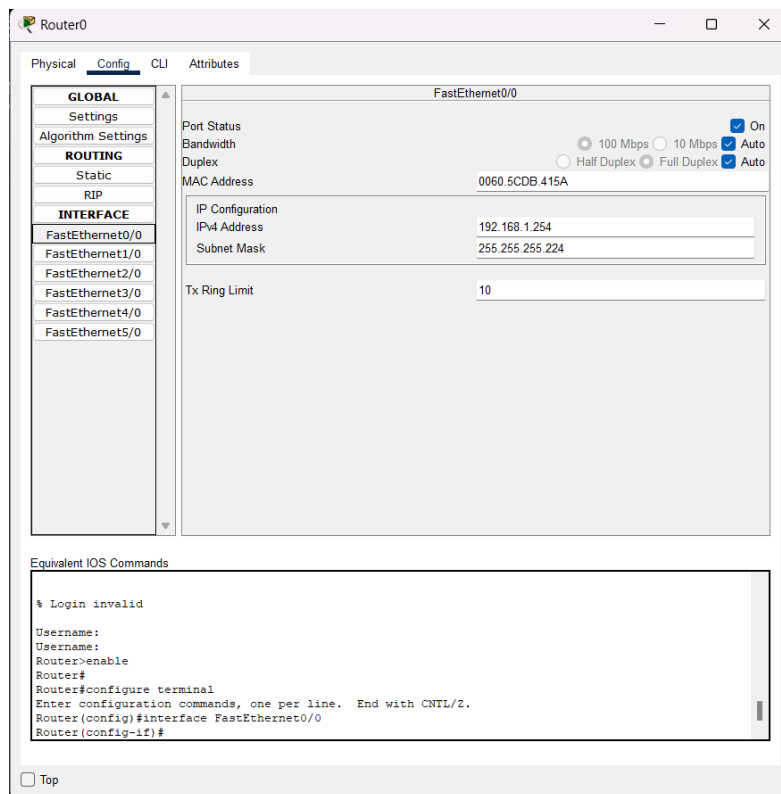 Router0
Physical Config CLI Attributes
GLOBAL
Settings
Algorithm Settings
ROUTING
Static
RIP
INTERFACE
FastEthernet0/0
FastEthernet1/0
FastEthernet2/0
FastEthernet3/0
FastEthernet4/0
FastEthernet5/0
FastEthernet0/0
Port Status On
Bandwidth 100 Mbps 10 Mbps Auto
Duplex Half Duplex Full Duplex Auto
MAC Address 0060.5CDB.415A
IP Configuration
IPv4 Address 192.168.1.254
Subnet Mask 255.255.255.224
Tx Ring Limit 10
Equivalent IOS Commands
% Login invalid
Username:
Username:
Router>enable
Router#
Router#configure terminal
Enter configuration commands, one per line. End with CNTL/Z.
Router(config)#interface FastEthernet0/0
Router(config-if)#
Top